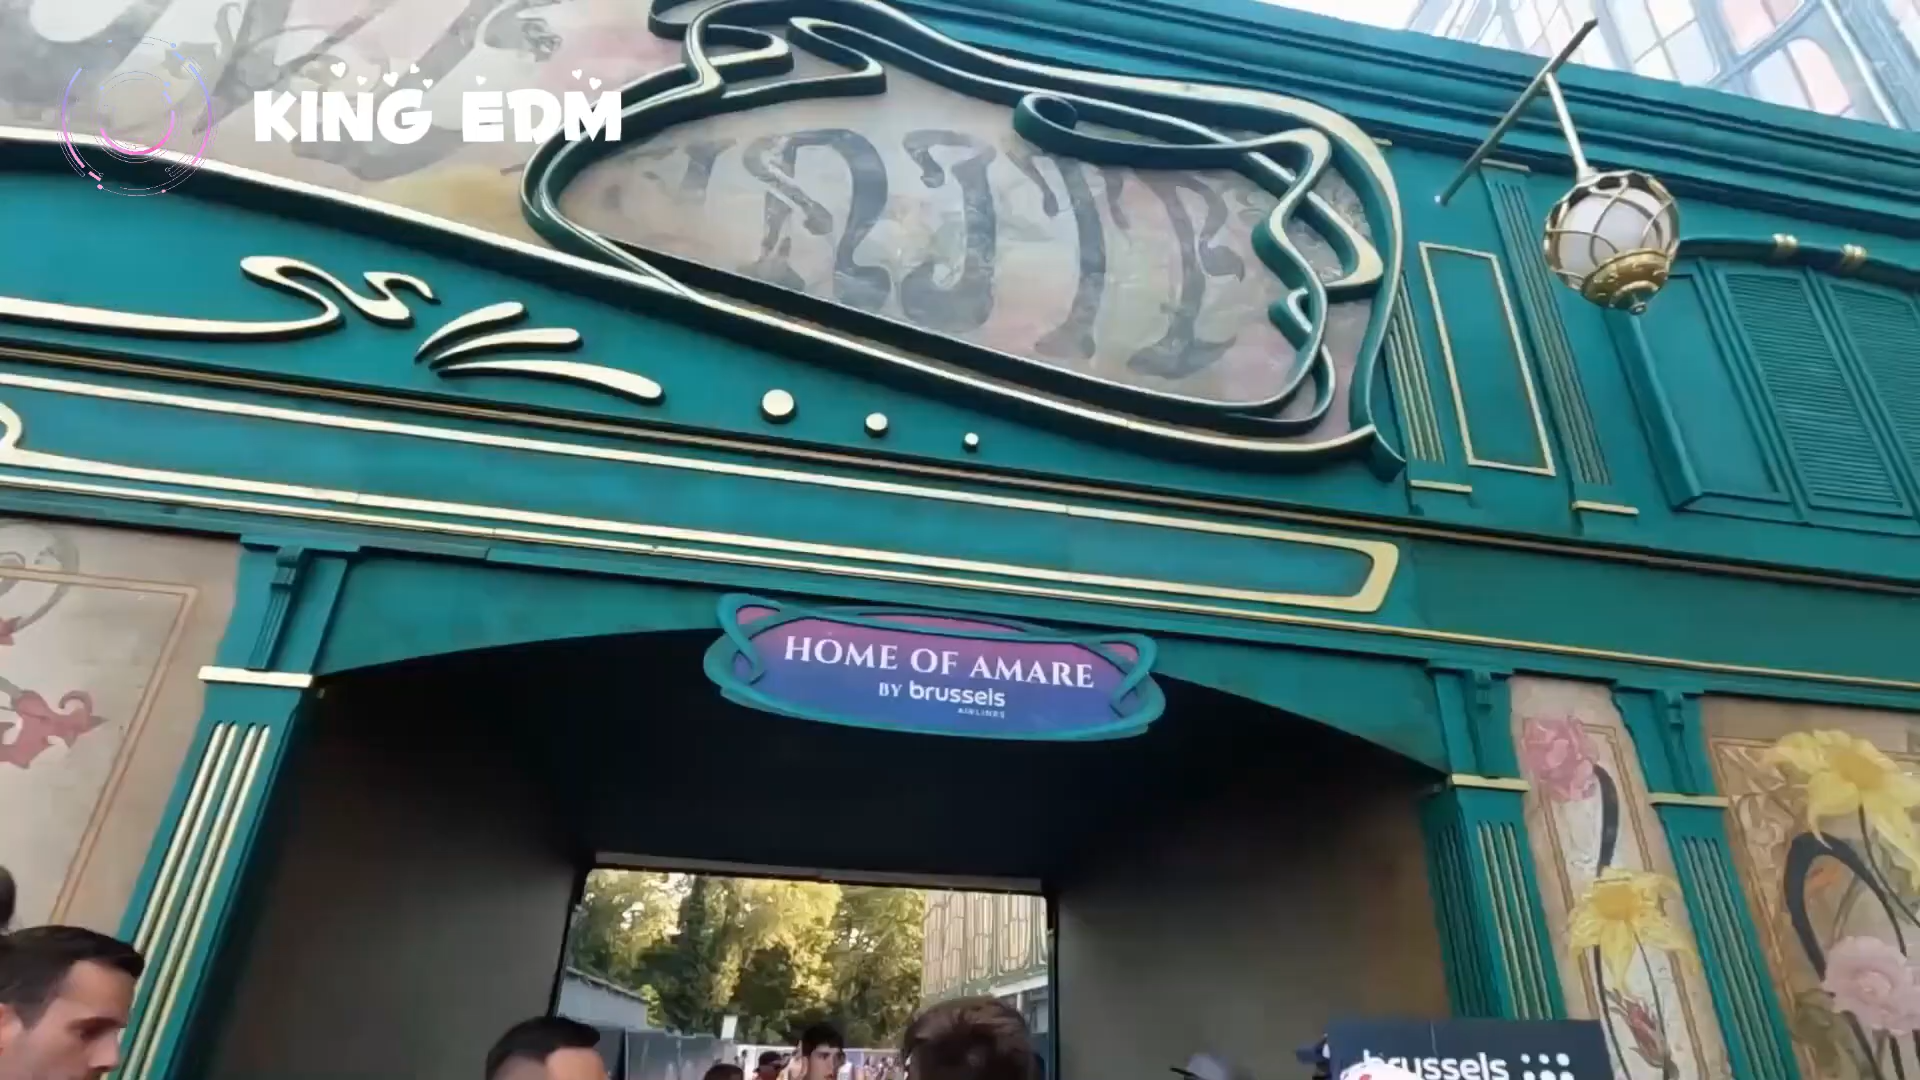 KING EDM
HOME OF AMARE
BY brussels
AIRLINES
brussels